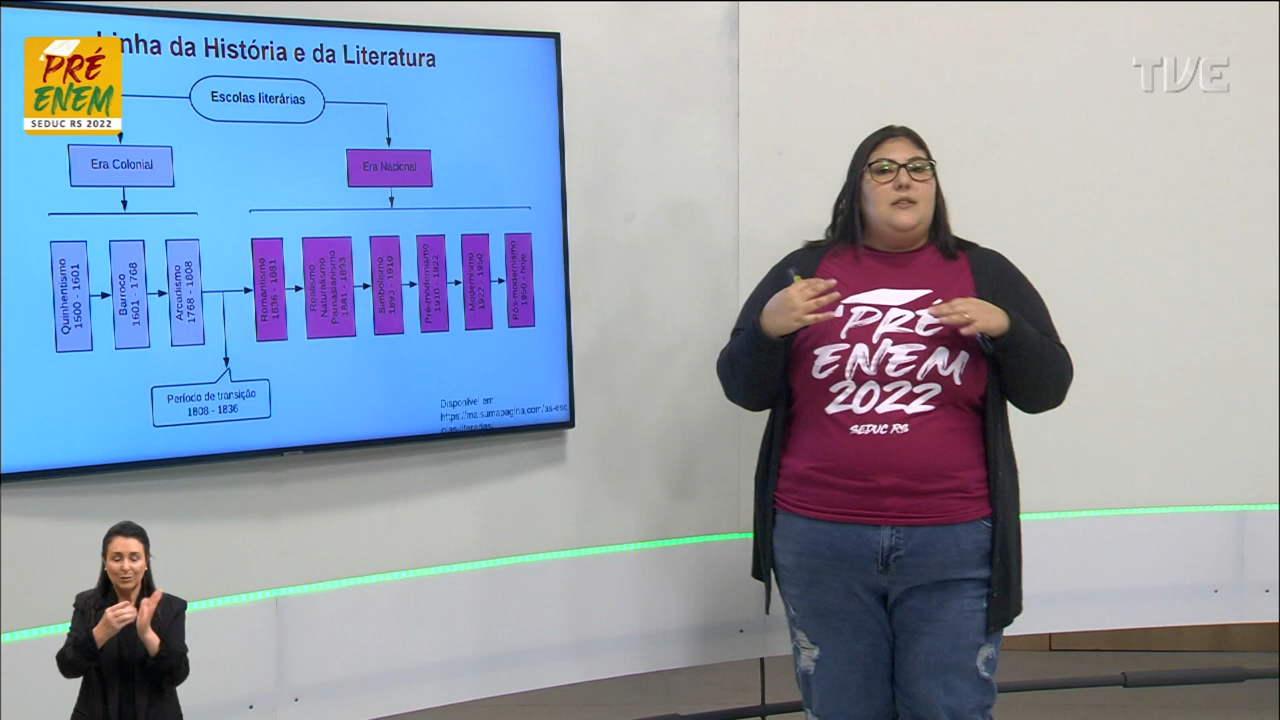 Linha da História e da Literatura
PRÉ
ENEM
SEDUC RS 2022
TVE
Escolas literárias
Era Colonial
Era Nacional
Quinhentismo
1500 - 1601
Barroco
1601 - 1768
Arcadismo
1768 - 1808
Romantismo
1836 - 1881
Realismo
Naturalismo
Parnasianismo
1881 - 1893
Simbolismo
1893 - 1910
Pré-modernismo
1910 - 1922
Modernismo
1922 - 1950
Pós-modernismo
1950 - hoje
Período de transição
1808 - 1836
Disponível em
PRÉ
ENEM
2022
SEDUC RS